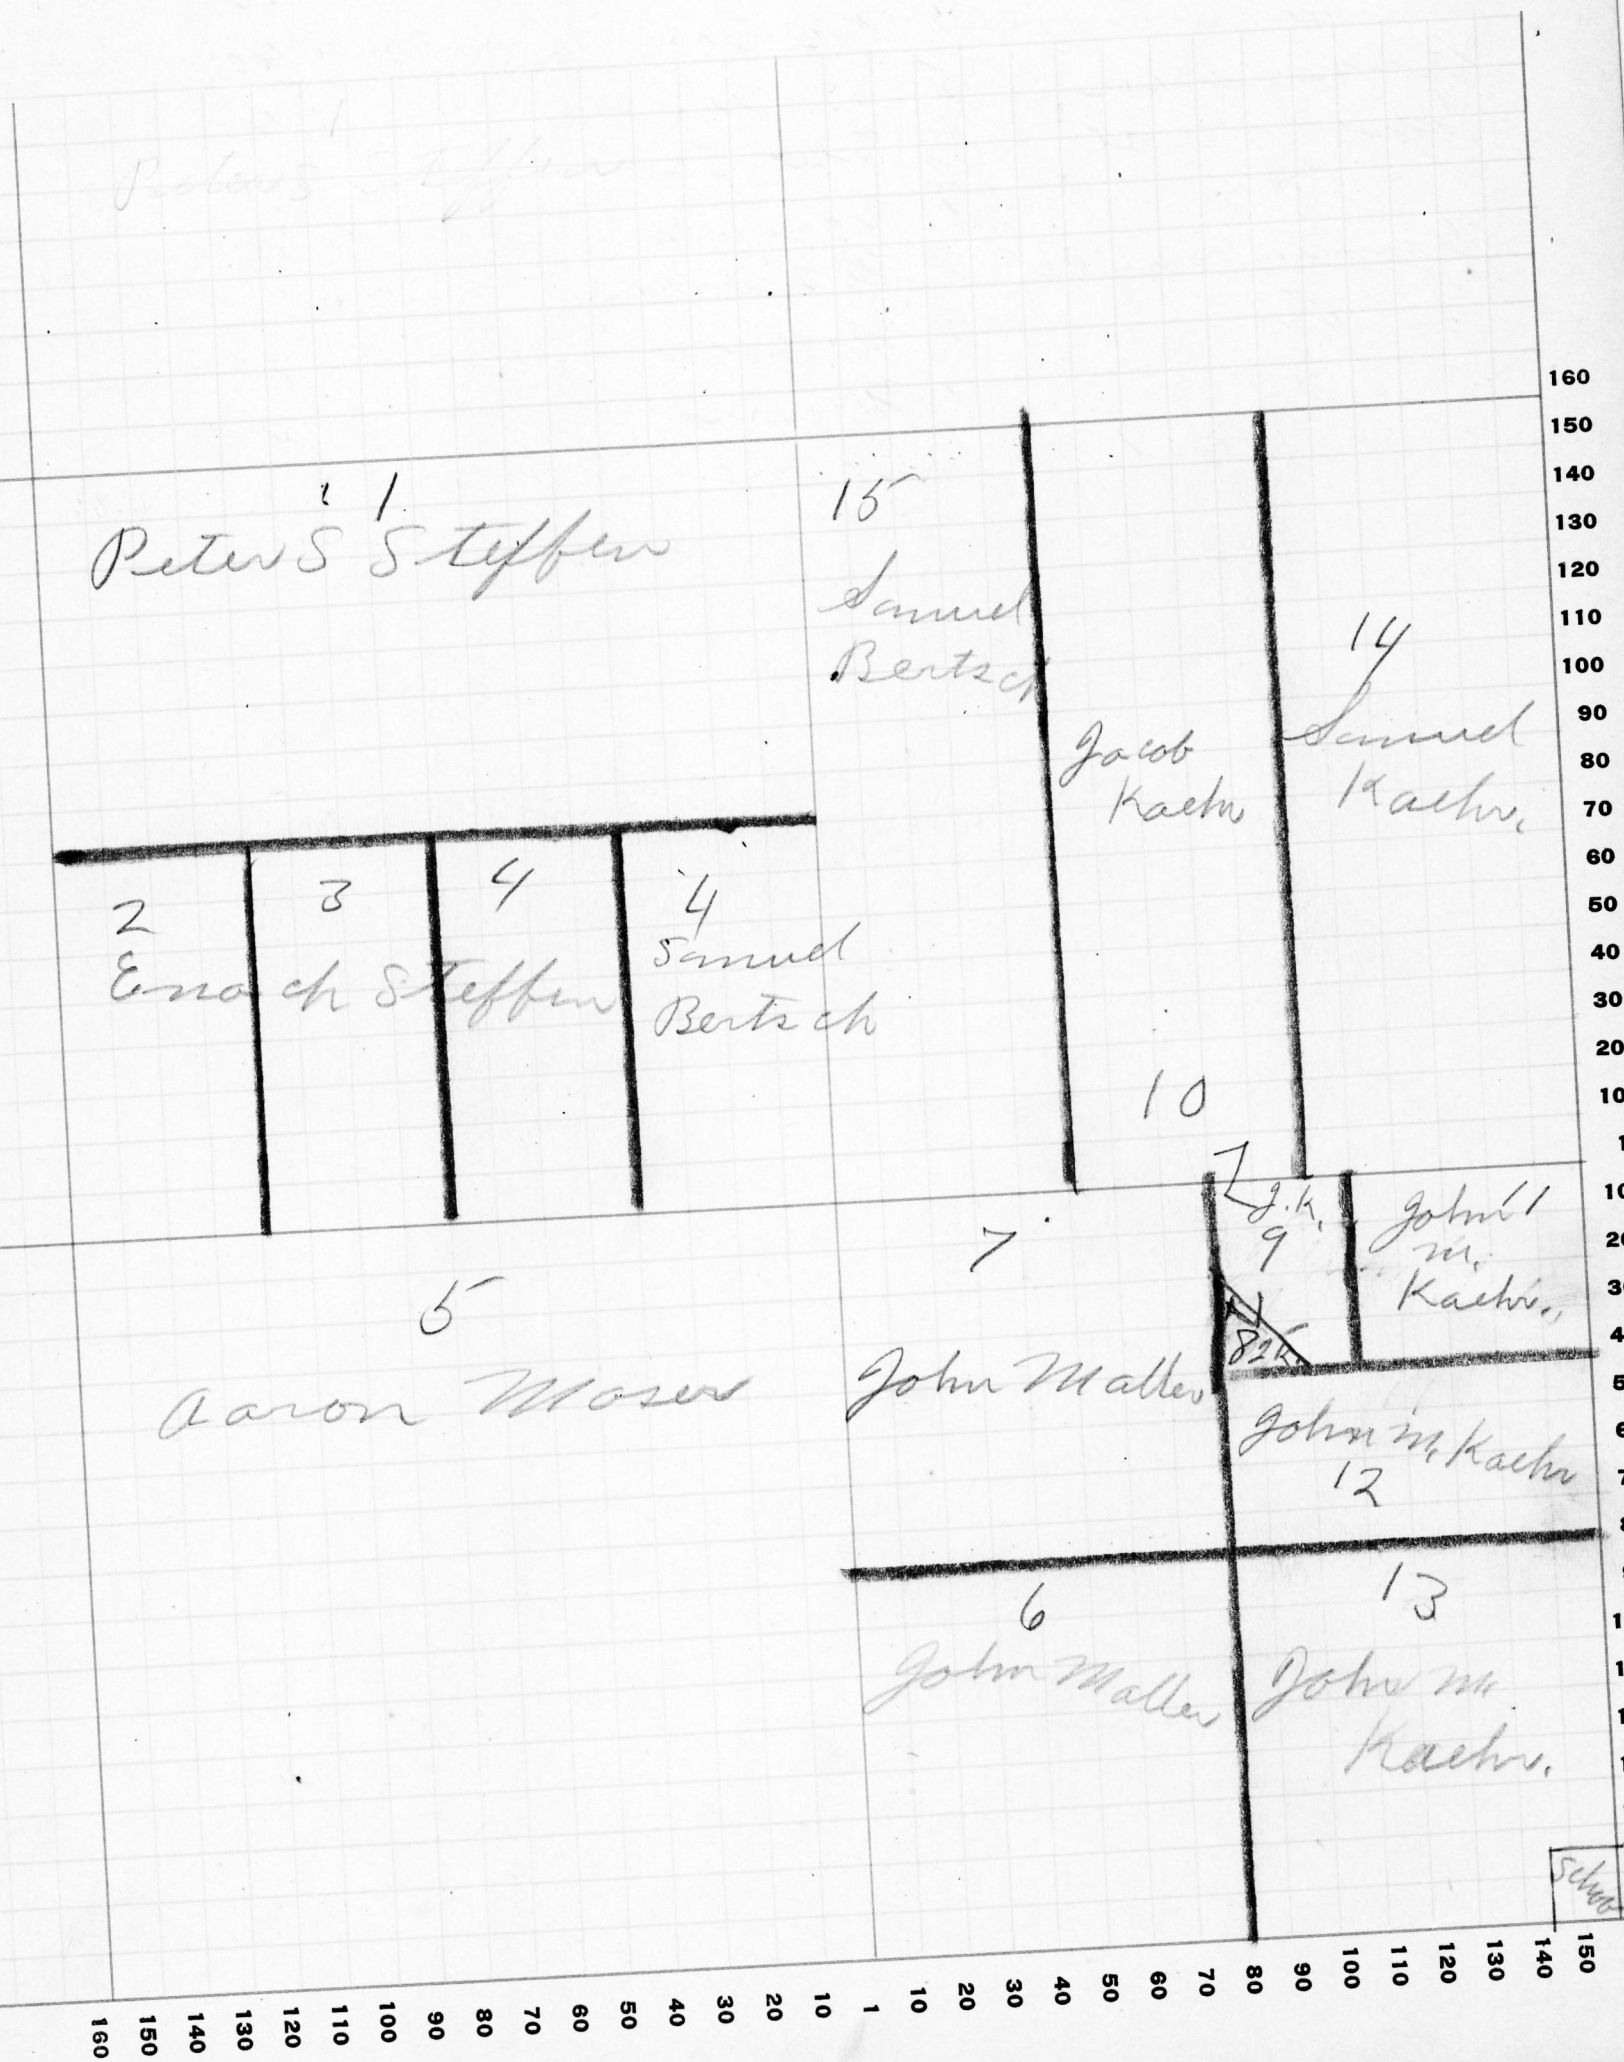 1
Peter S Steffen
15
Samuel
Bertsch
14
Samuel
Kaehr.
Jacob
Kaehr
10
2
3
4
4
Enoch Steffen
Samuel
Bertsch
J.K.
9
11
John
M.
Kaehr.
7
John Maller
5
Aaron Moser
John M. Kaehr
12
6
John Maller
13
John M.
Kaehr.
160
150
140
130
120
110
100
90
80
70
60
50
40
30
20
10
160 150 140 130 120 110 100 90 80 70 60 50 40 30 20 10 1 10 20 30 40 50 60 70 80 90 100 110 120 130 140 150